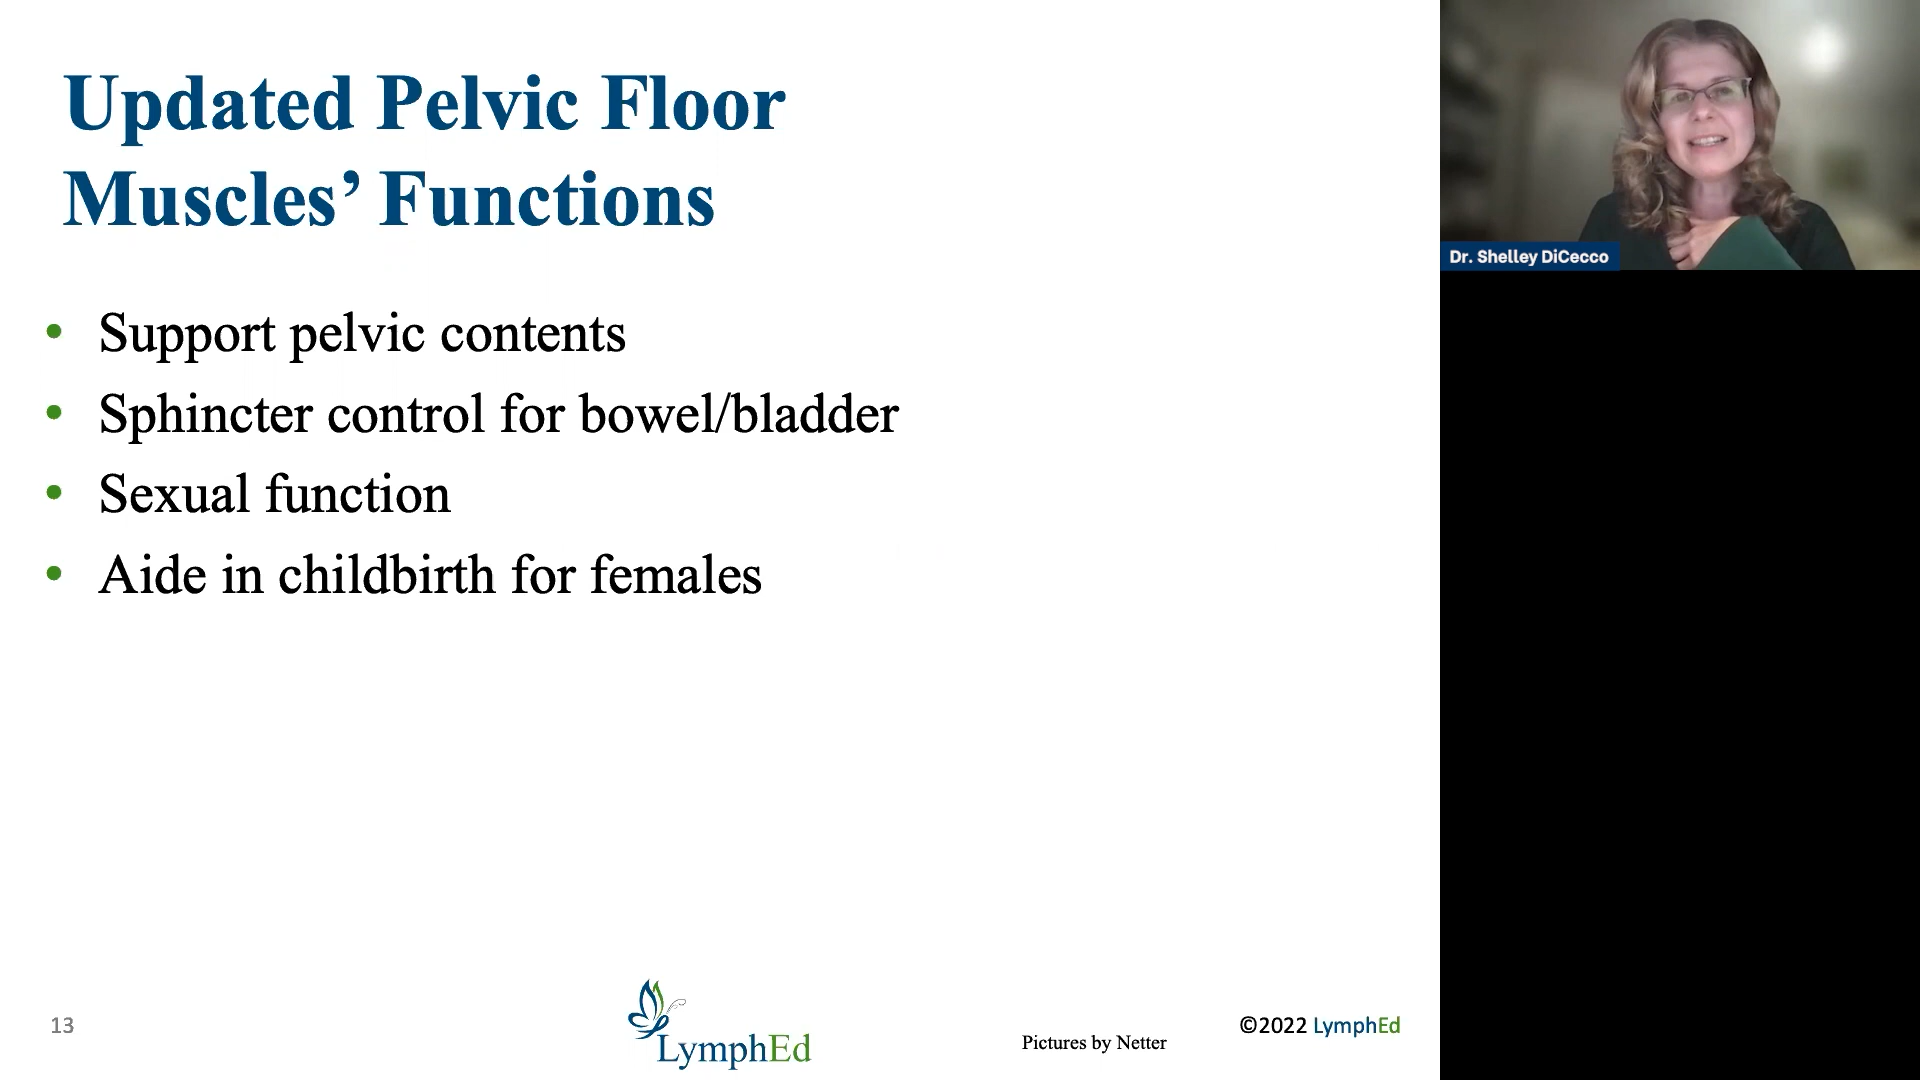 Updated Pelvic Floor
Muscles’ Functions
• Support pelvic contents
• Sphincter control for bowel/bladder
• Sexual function
• Aide in childbirth for females
Dr. Shelley DiCecco
13
LymphEd
Pictures by Netter
©2022 LymphEd